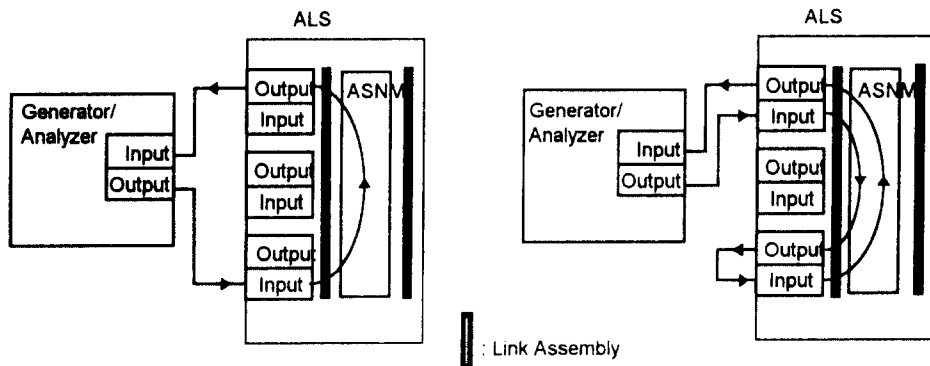 ALS
Generator/
Analyzer
Input
Output
Output
Input
Output
Input
Output
Input
ASNM
ALS
Generator/
Analyzer
Input
Output
Output
Input
Output
Input
Output
Input
ASNM
: Link Assembly